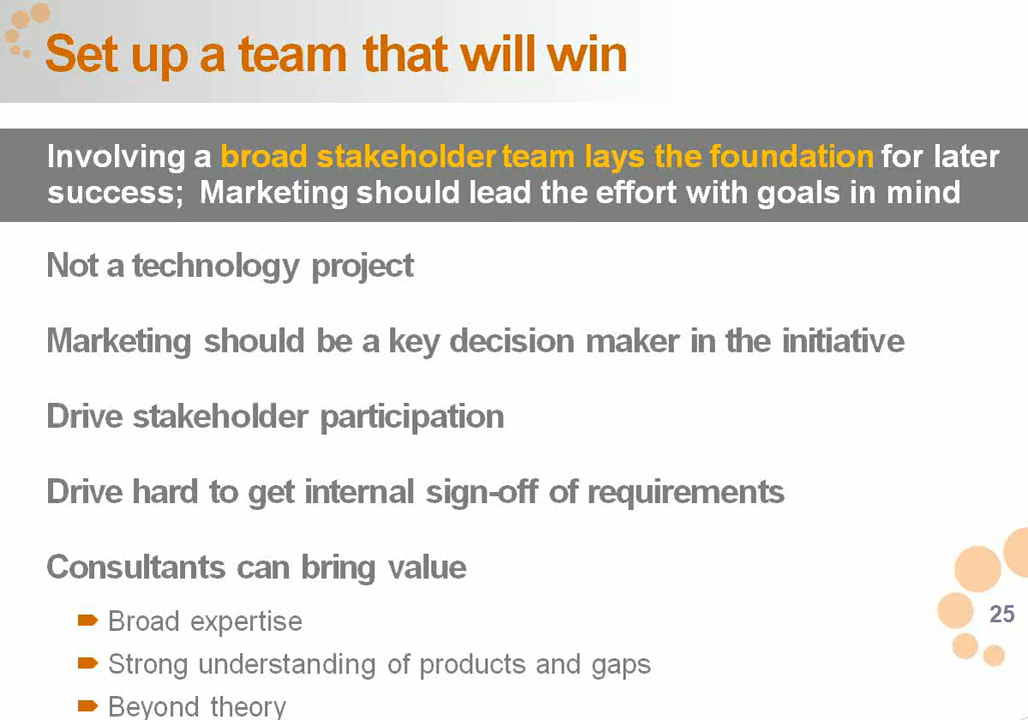 Set up a team that will win
Involving a broad stakeholder team lays the foundation for later
success; Marketing should lead the effort with goals in mind
Not a technology project
Marketing should be a key decision maker in the initiative
Drive stakeholder participation
Drive hard to get internal sign-off of requirements
Consultants can bring value
Broad expertise
Strong understanding of products and gaps
Beyond theory
25